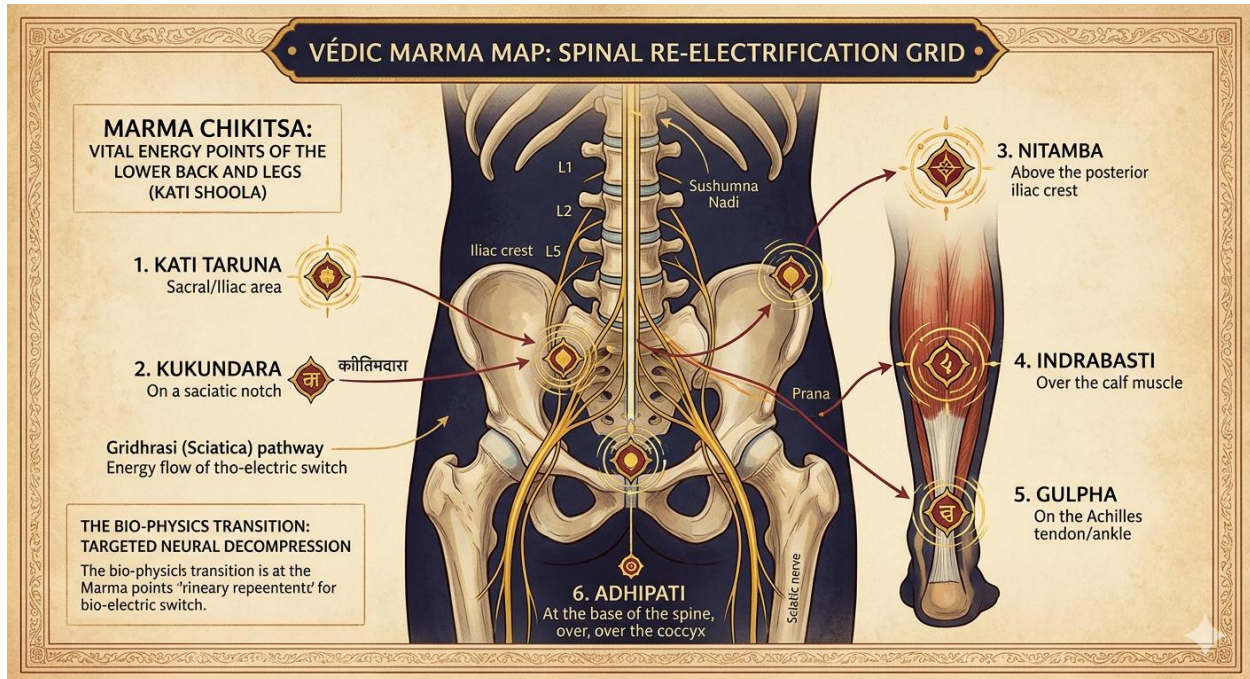 VÉDIC MARMA MAP: SPINAL RE-ELECTRIFICATION GRID
MARMA CHIKITSA:
VITAL ENERGY POINTS OF THE
LOWER BACK AND LEGS
(KATI SHOOLA)
1. KATI TARUNA
Sacral/Iliac area
2. KUKUNDARA
On a saciatic notch
क
Gridhrasi (Sciatica) pathway
Energy flow of tho-electric switch
THE BIO-PHYSICS TRANSITION:
TARGETED NEURAL DECOMPRESSION
The bio-physicis transition is at the
Marma points "rineary repeententť for
bio-electric switch.
L1
L2
Iliac crest L5
Sushumna
Nadi
Prana
Sciatic nerve
6. ADHIPATI
At the base of the spine,
over, over the coccyx
3. NITAMBA
Above the posterior
iliac crest
4. INDRABASTI
Over the calf muscle
5. GULPHA
On the Achilles
tendon/ankle